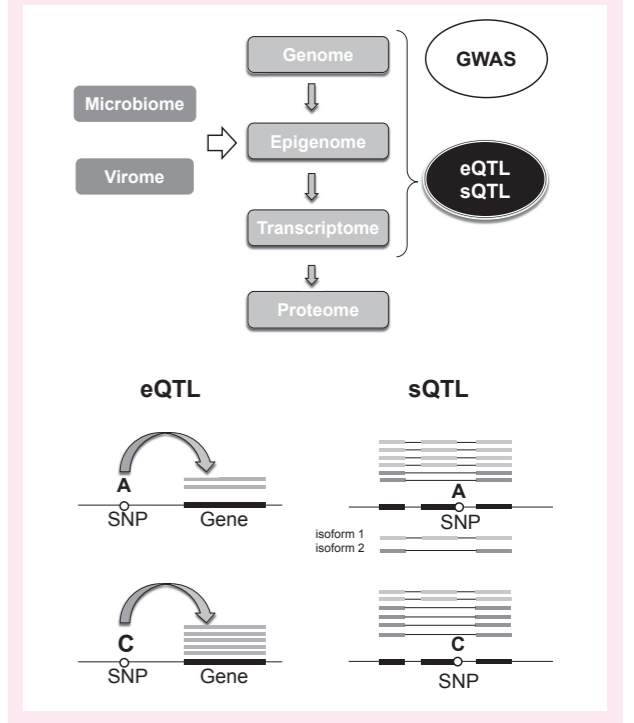 Genome
GWAS
Microbiome
Epigenome
Virome
eQTL
sQTL
Transcriptome
Proteome
eQTL
sQTL
A
SNP
Gene
A
SNP
isoform 1
isoform 2
C
SNP
Gene
C
SNP